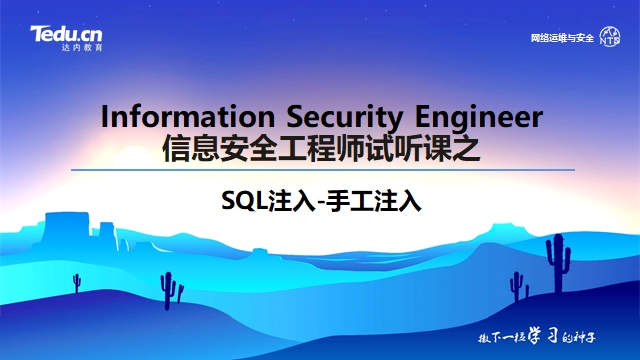 Tedu.cn
达内教育
网络运维与安全
NTD
Information Security Engineer
信息安全工程师试听课之
SQL注入-手工注入
撒下一粒学习的种子